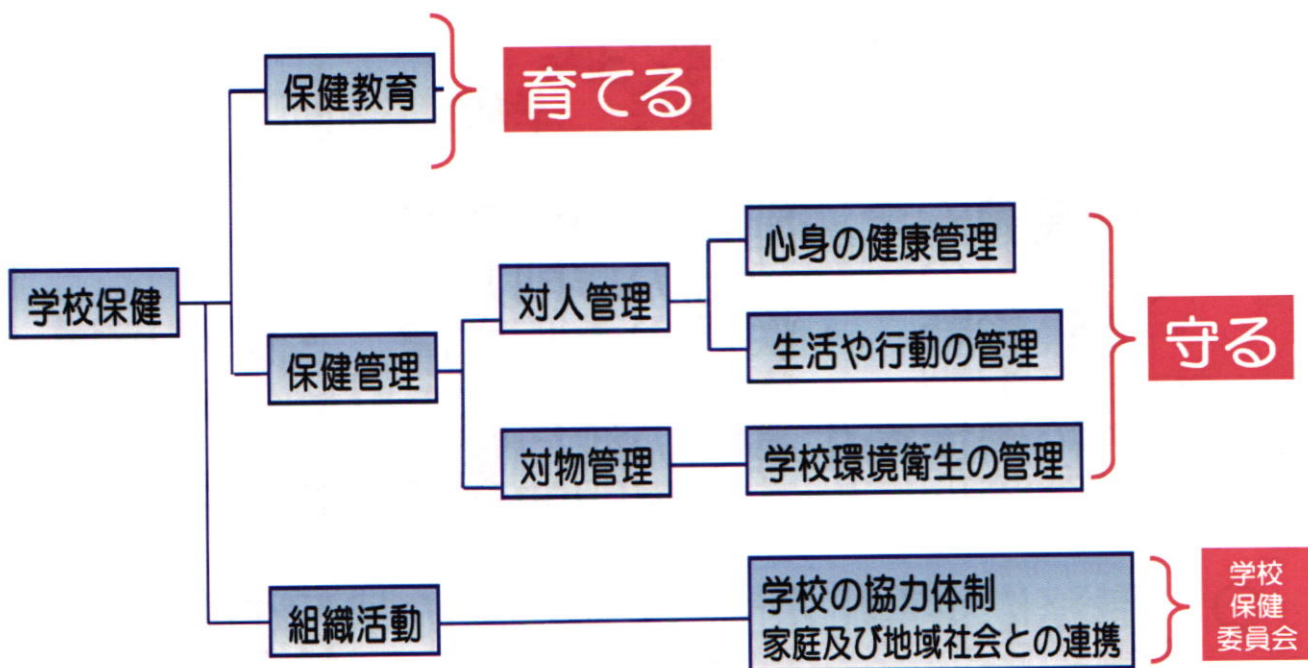 保健教育
育てる
心身の健康管理
学校保健
対人管理
守る
保健管理
生活や行動の管理
対物管理
学校環境衛生の管理
組織活動
学校の協力体制
家庭及び地域社会との連携
学校
保健
委員会